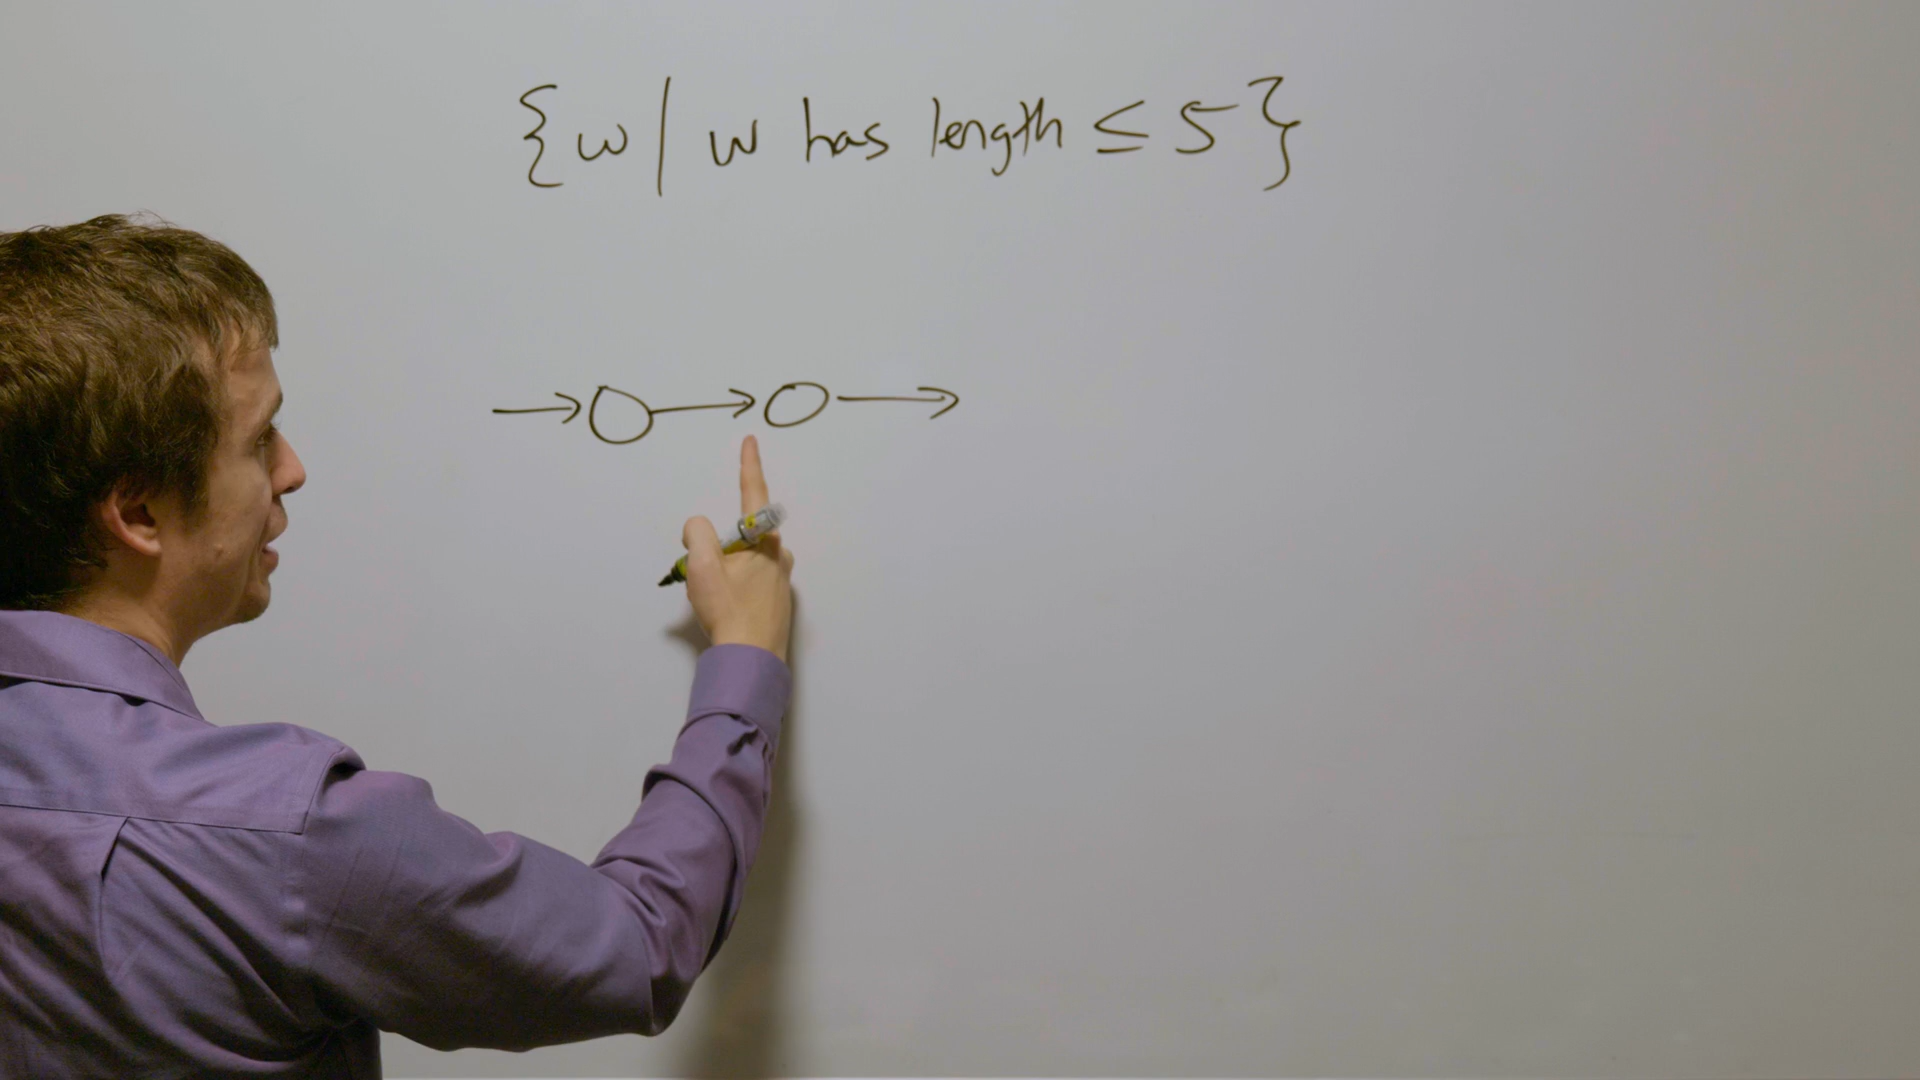 {w | w has length ≤ 5}